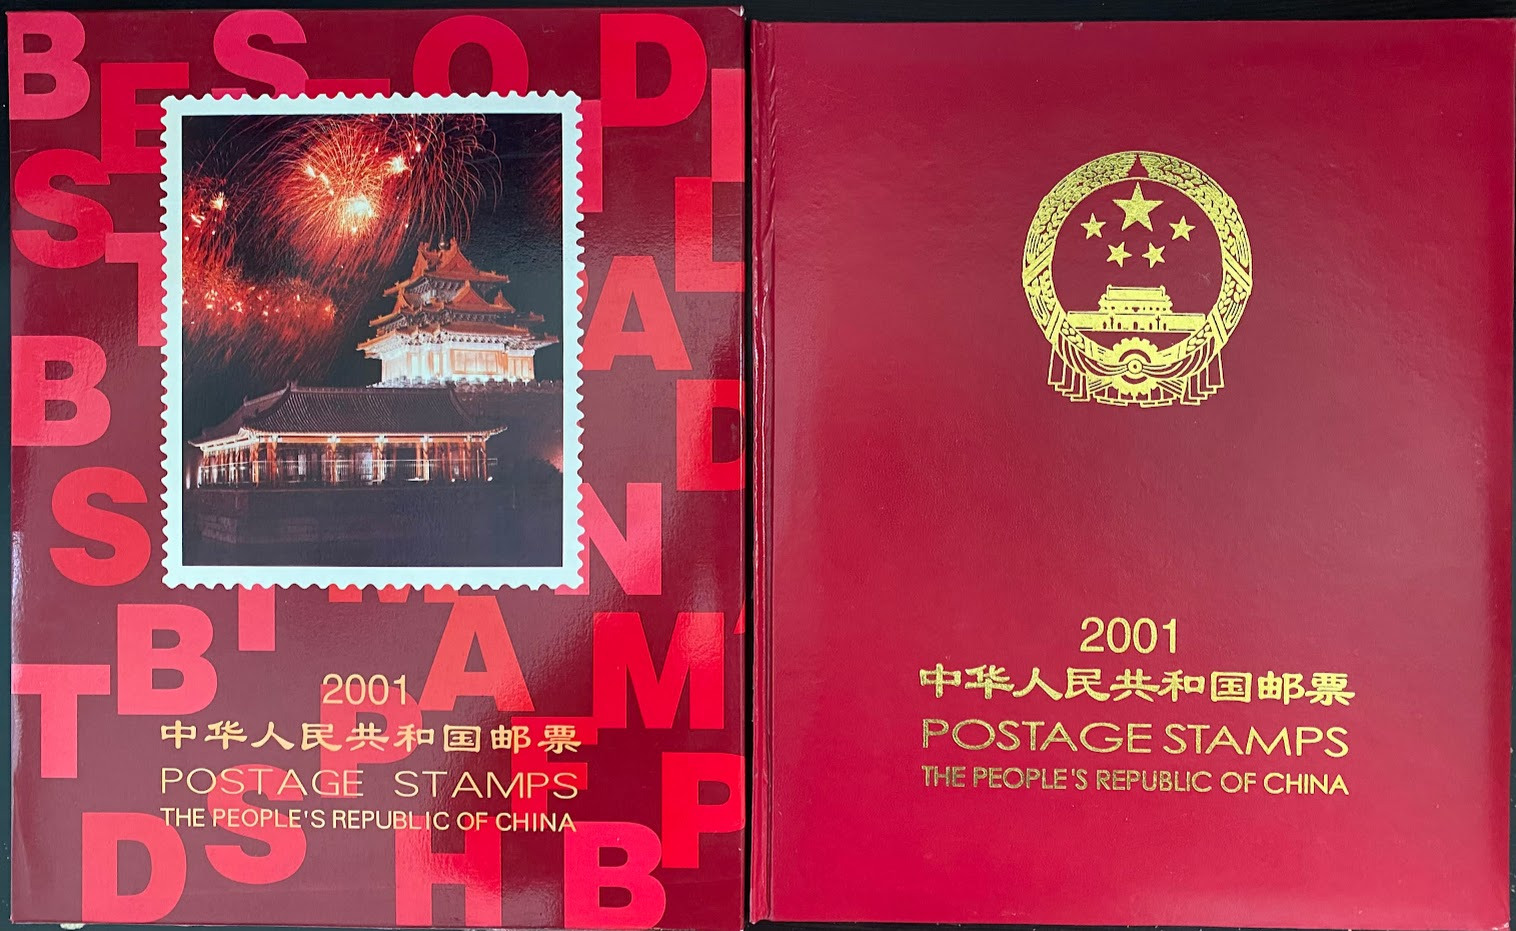 2001
中华人民共和国邮票
POSTAGE STAMPS
THE PEOPLE'S REPUBLIC OF CHINA
2001
中华人民共和国邮票
POSTAGE STAMPS
THE PEOPLE'S REPUBLIC OF CHINA